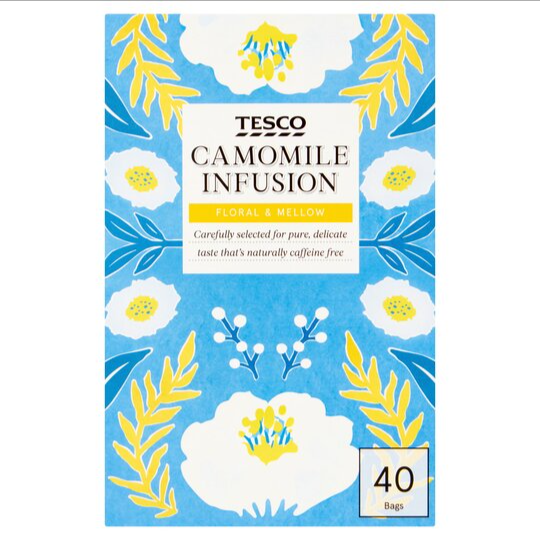 TESCO
CAMOMILE
INFUSION
FLORAL & MELLOW
Carefully selected for pure, delicate
taste that's naturally caffeine free
40
Bags